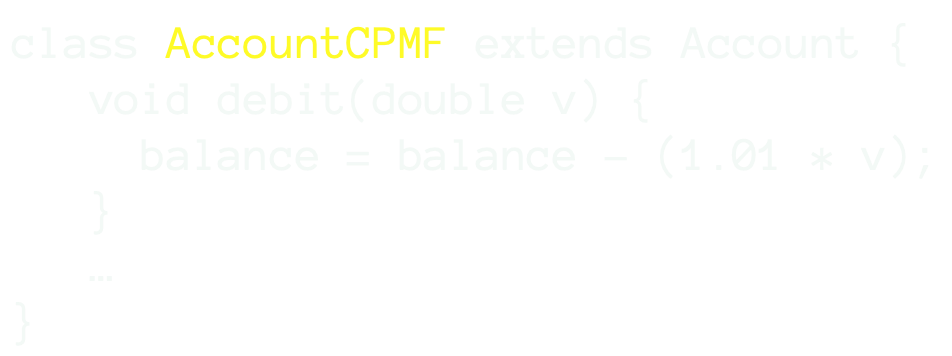 class AccountCPMF extends Account {
void debit(double v) {
balance = balance - (1.01 * v);
}
…
}